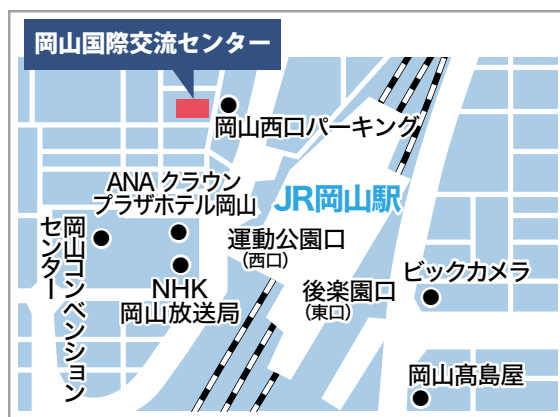 岡山国際交流センター
岡山西口パーキング
ANA クラウン
プラザホテル岡山
JR岡山駅
岡山コンベンション
センター
運動公園口
(西口)
NHK
岡山放送局
後楽園口
(東口)
ビックカメラ
岡山髙島屋